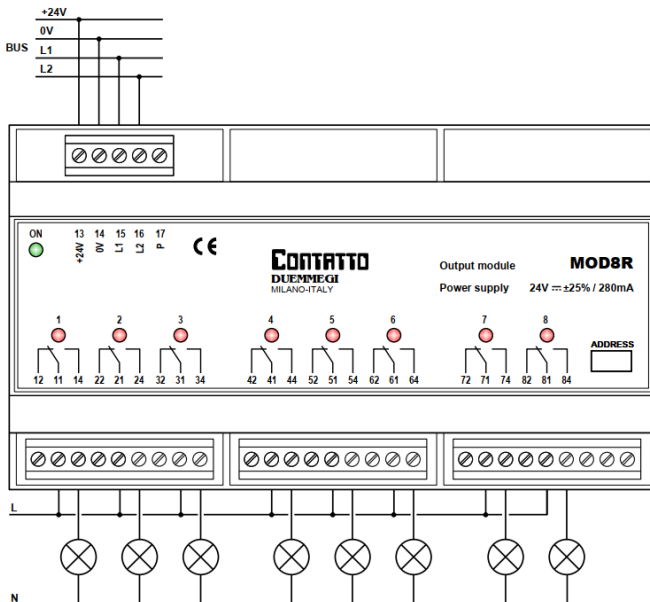 +24V
0V
BUS
L1
L2
ON
13 14 15 16 17
+24V 0V L1 L2 P
CE
CONTATTO
DUEMMEGI
MILANO-ITALY
Output module MOD8R
Power supply 24V ⎓ ±25% / 280mA
1 2 3 4 5 6 7 8
ADDRESS
12 11 14 22 21 24 32 31 34 42 41 44 52 51 54 62 61 64 72 71 74 82 81 84
L
N